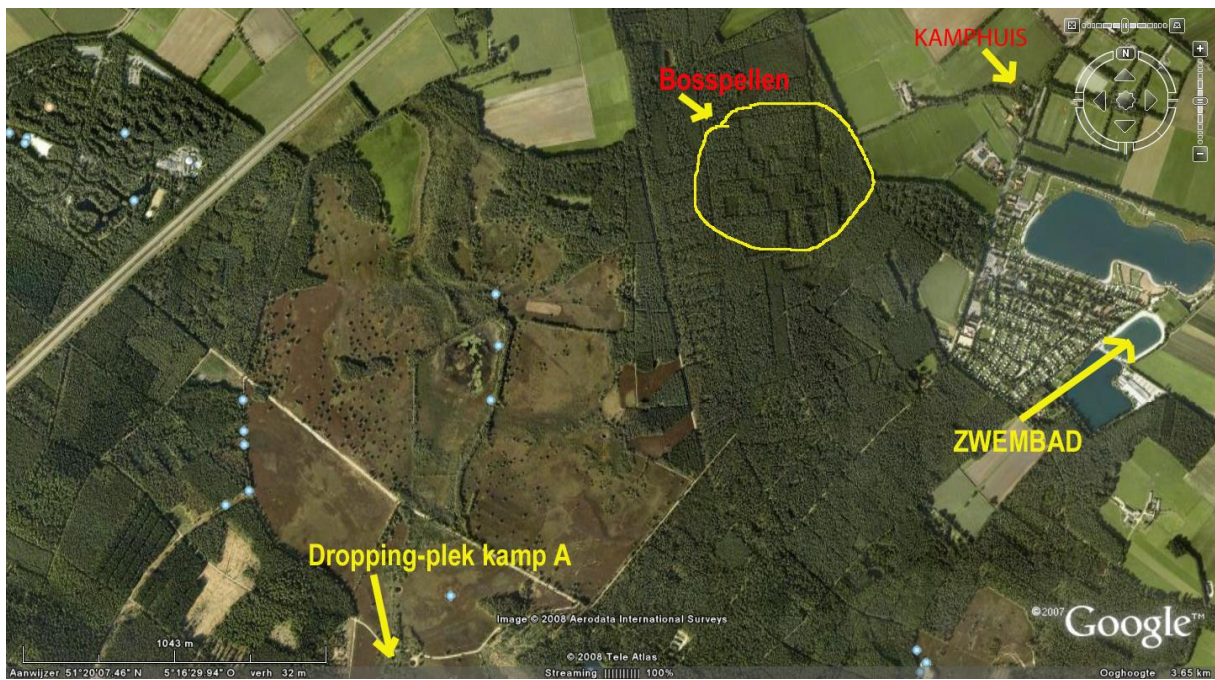 KAMPHUIS
N
Bosspellen
ZWEMBAD
Dropping-plek kamp A
Image © 2008 Aerodata International Surveys
©2007 Google™
1043 m
© 2008 Tele Atlas
Aanwijzer 51°20'07.46" N 5°16'29.94" O verh 32 m Streaming |||||||||| 100% Ooghoogte 3.65 km